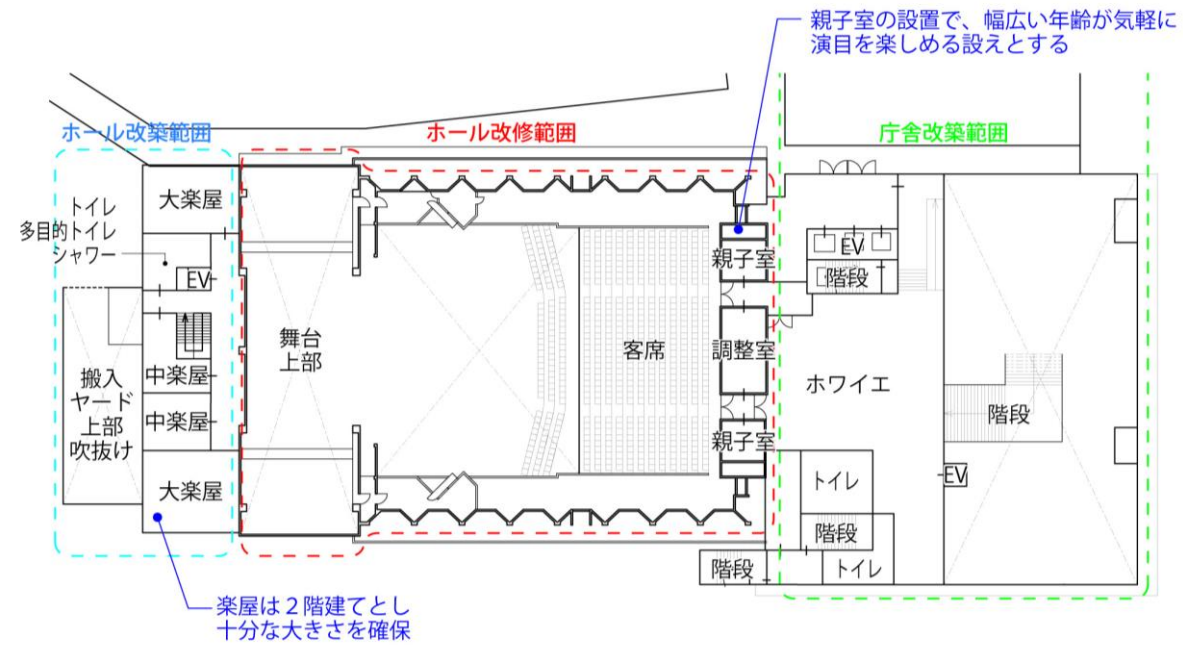 親子室の設置で、幅広い年齢が気軽に
演目を楽しめる設えとする
ホール改築範囲
ホール改修範囲
庁舎改築範囲
大楽屋
トイレ
多目的トイレ
シャワー
EV
中楽屋
中楽屋
大楽屋
搬入
ヤード
上部
吹抜け
舞台
上部
客席
親子室
調整室
親子室
EV
階段
ホワイエ
階段
EV
トイレ
階段
トイレ
階段
楽屋は２階建てとし
十分な大きさを確保